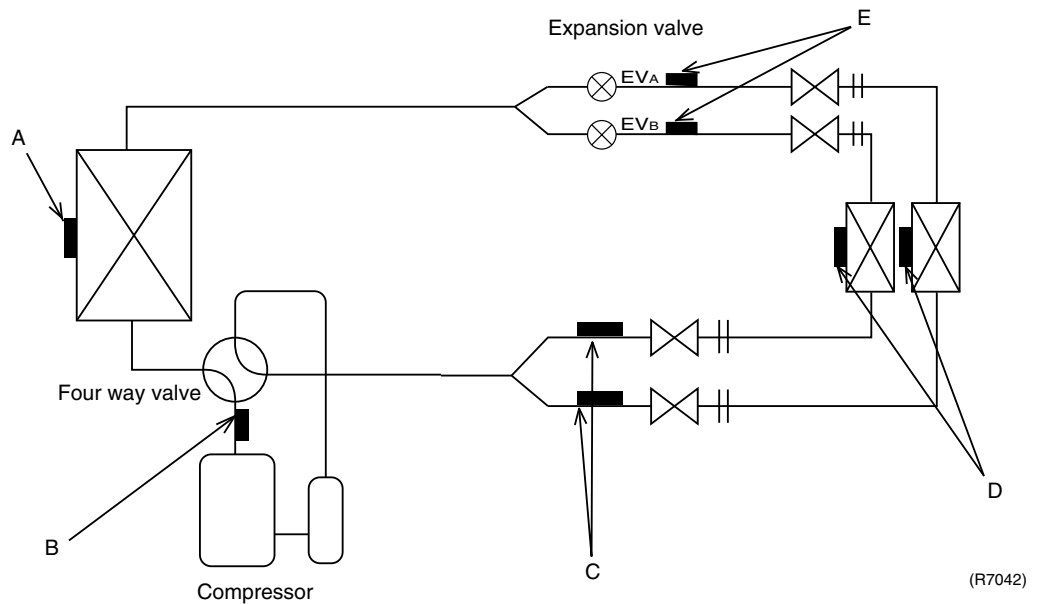 Expansion valve
E
EVA
A
EVB
Four way valve
D
B
C
(R7042)
Compressor